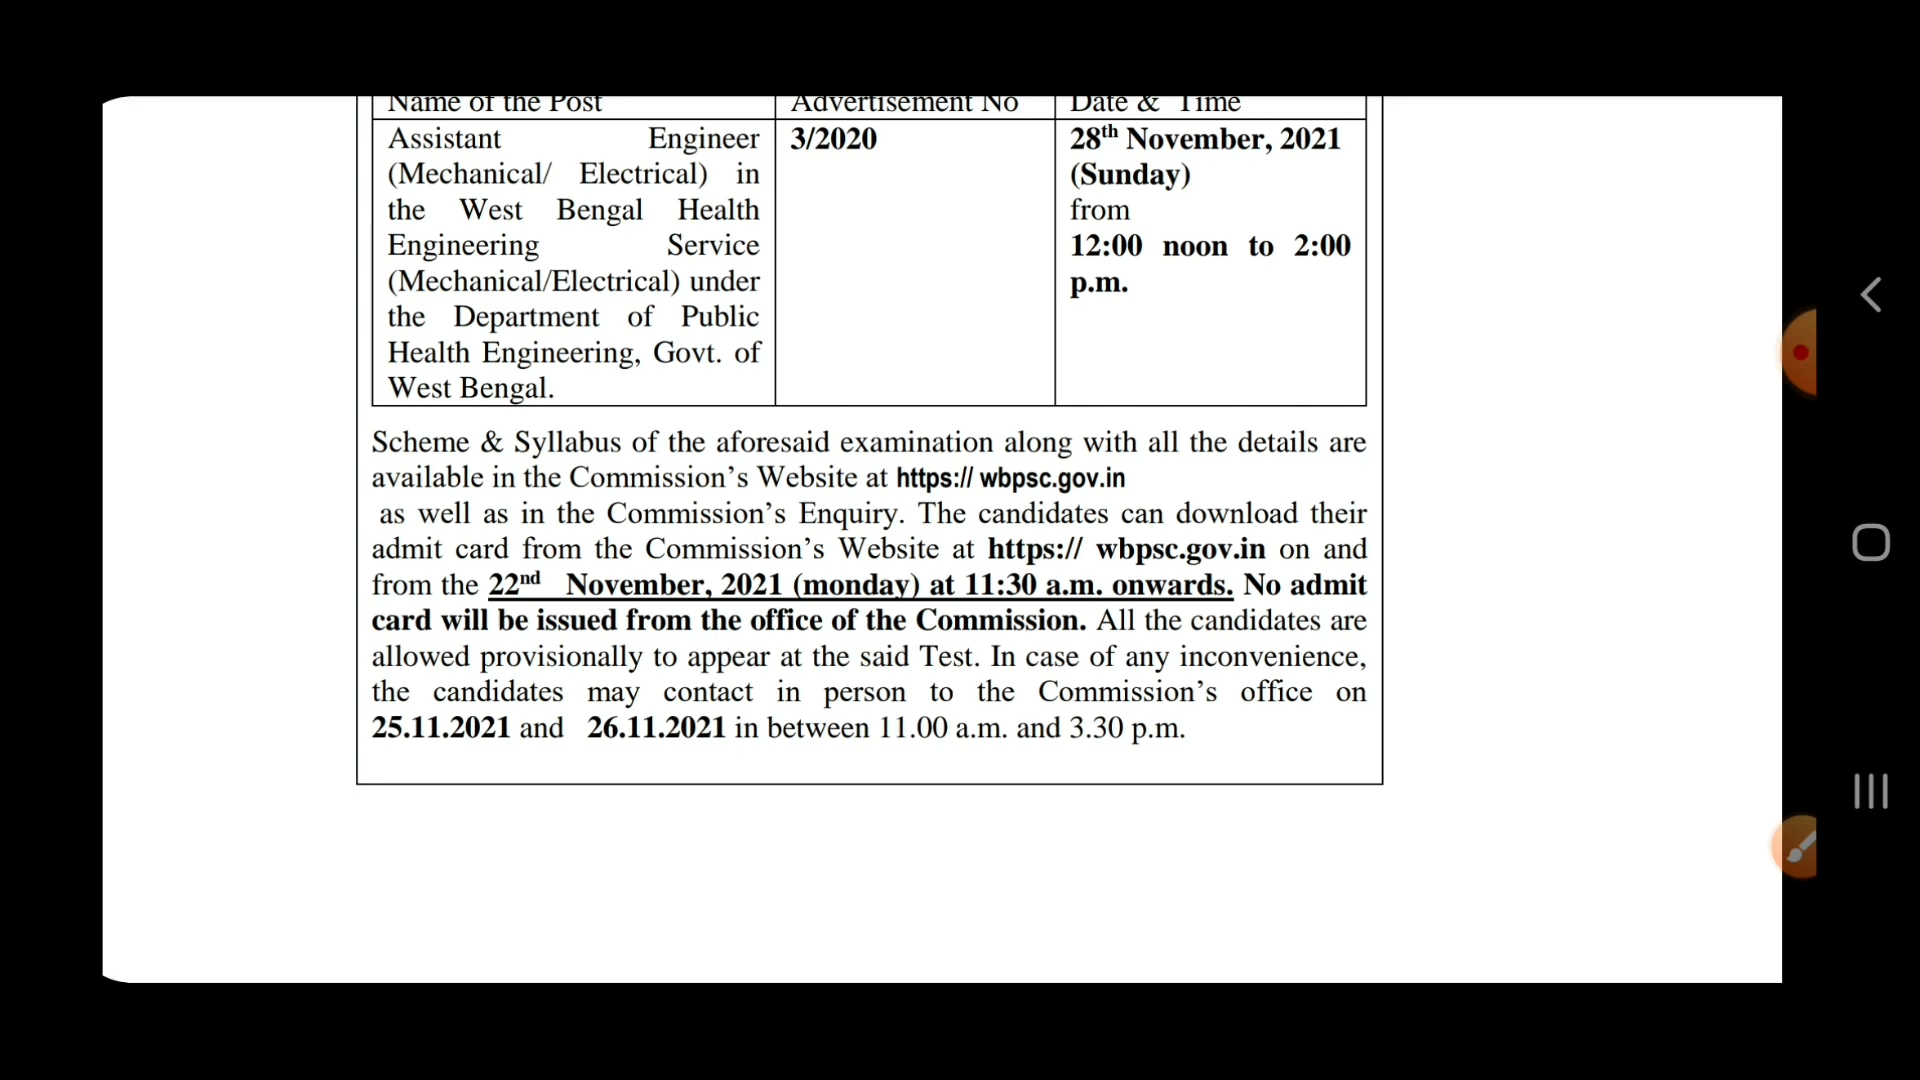 Name of the Post Advertisement No Date & Time
Assistant Engineer 3/2020 28th November, 2021
(Mechanical/ Electrical) in (Sunday)
the West Bengal Health from
Engineering Service 12:00 noon to 2:00
(Mechanical/Electrical) under p.m.
the Department of Public
Health Engineering, Govt. of
West Bengal.
Scheme & Syllabus of the aforesaid examination along with all the details are
available in the Commission’s Website at https:// wbpsc.gov.in
as well as in the Commission’s Enquiry. The candidates can download their
admit card from the Commission’s Website at https:// wbpsc.gov.in on and
from the 22nd November, 2021 (monday) at 11:30 a.m. onwards. No admit
card will be issued from the office of the Commission. All the candidates are
allowed provisionally to appear at the said Test. In case of any inconvenience,
the candidates may contact in person to the Commission’s office on
25.11.2021 and 26.11.2021 in between 11.00 a.m. and 3.30 p.m.